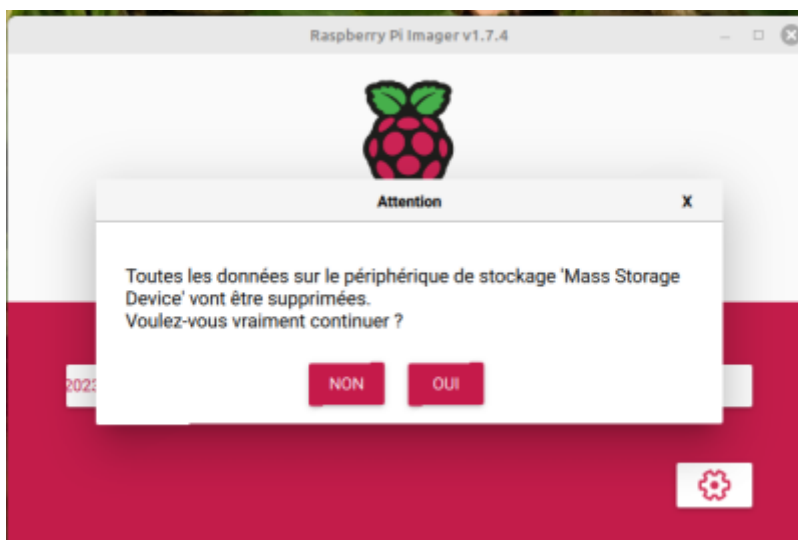 Raspberry Pi Imager v1.7.4
Attention
X
Toutes les données sur le périphérique de stockage 'Mass Storage
Device' vont être supprimées.
Voulez-vous vraiment continuer ?
NON
OUI
2023